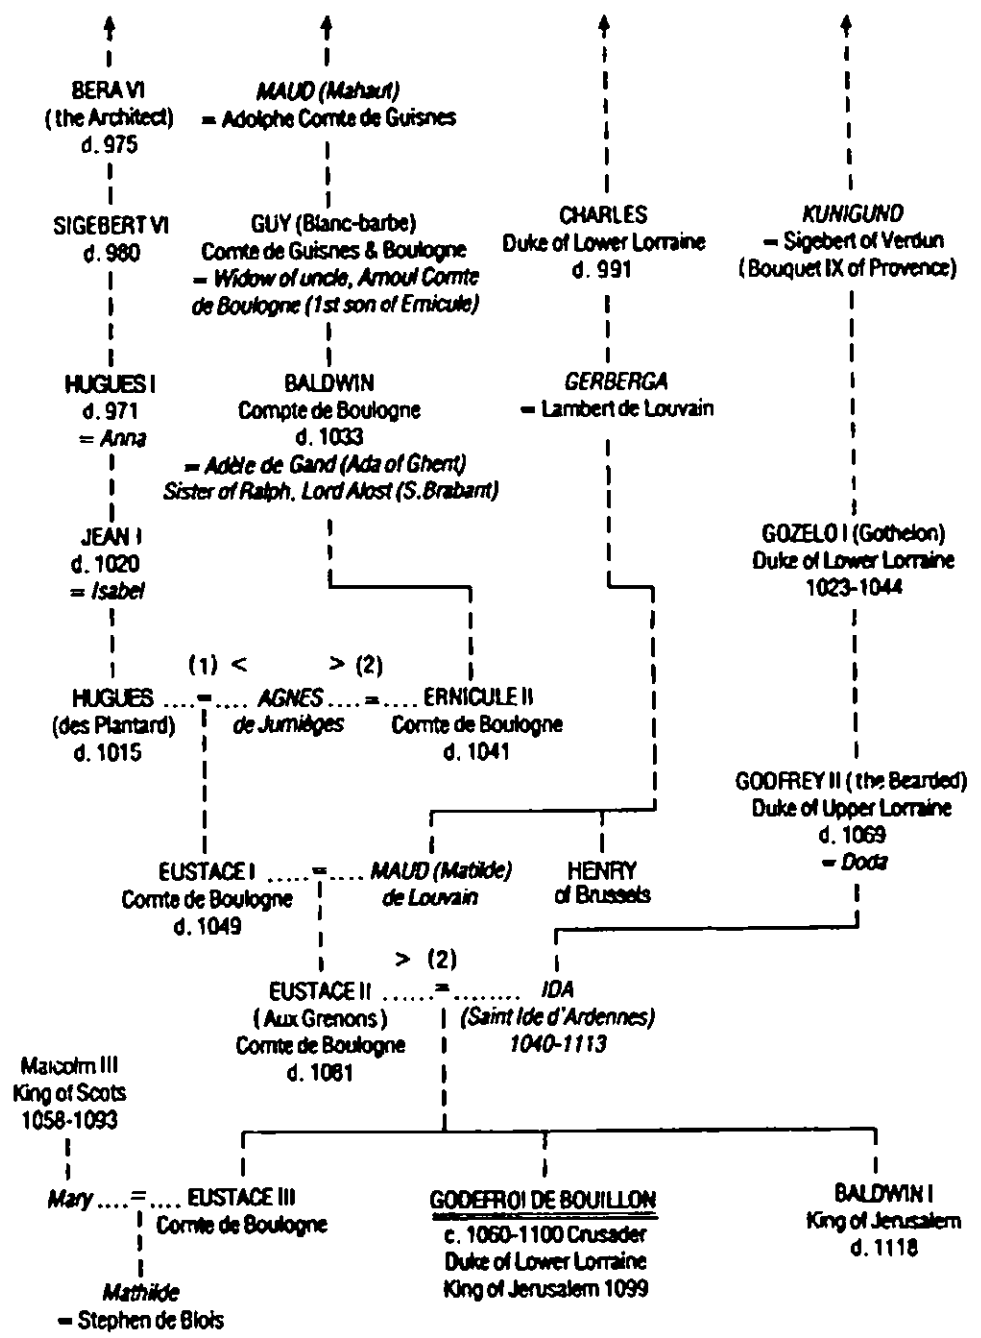 BERA VI
(the Architect)
d. 975
MAUD (Mahaut)
= Adolphe Comte de Guisnes
SIGEBERT VI
d. 980
GUY (Blanc-barbe)
Comte de Guisnes & Boulogne
= Widow of uncle, Arnoul Comte
de Boulogne (1st son of Ernicule)
CHARLES
Duke of Lower Lorraine
d. 991
KUNIGUND
= Sigebert of Verdun
(Bouquet IX of Provence)
HUGUES I
d. 971
= Anna
BALDWIN
Compte de Boulogne
d. 1033
= Adèle de Gand (Ada of Ghent)
Sister of Ralph, Lord Alost (S.Brabant)
GERBERGA
= Lambert de Louvain
JEAN I
d. 1020
= Isabel
GOZELO I (Gothelon)
Duke of Lower Lorraine
1023-1044
(1) < > (2)
HUGUES .... = .... AGNES .... = .... ERNICULE II
(des Plantard) de Jumièges Comte de Boulogne
d. 1015 d. 1041
GODFREY II (the Bearded)
Duke of Upper Lorraine
d. 1069
= Doda
EUSTACE I ..... = .... MAUD (Matilde)
Comte de Boulogne de Louvain
d. 1049
HENRY
of Brussels
> (2)
EUSTACE II ...... = ........ IDA
(Aux Grenons) (Saint Ide d'Ardennes)
Comte de Boulogne 1040-1113
d. 1081
Malcolm III
King of Scots
1058-1093
Mary .... = .... EUSTACE III
Comte de Boulogne
GODEFROI DE BOUILLON
c. 1060-1100 Crusader
Duke of Lower Lorraine
King of Jerusalem 1099
BALDWIN I
King of Jerusalem
d. 1118
Mathilde
= Stephen de Blois